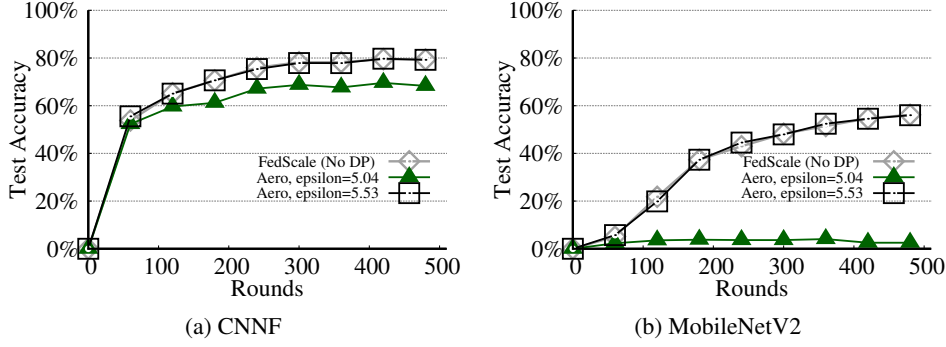 100%
80%
60%
40%
20%
0%
Test Accuracy
FedScale (No DP)
Aero, epsilon=5.04
Aero, epsilon=5.53
0 100 200 300 400 500
Rounds
(a) CNNF
100%
80%
60%
40%
20%
0%
Test Accuracy
FedScale (No DP)
Aero, epsilon=5.04
Aero, epsilon=5.53
0 100 200 300 400 500
Rounds
(b) MobileNetV2